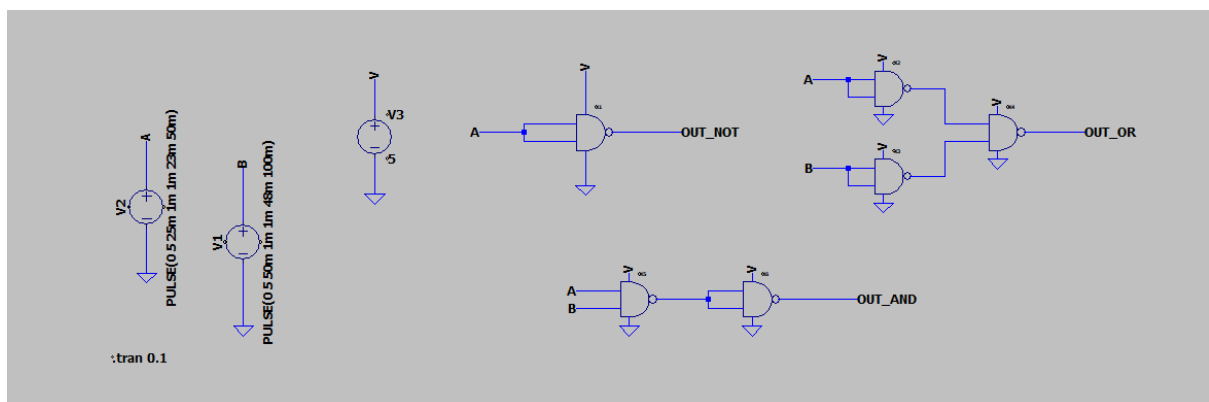 A
V2
PULSE(0 5 25m 1m 1m 23m 50m)
B
V1
PULSE(0 5 50m 1m 1m 48m 100m)
.tran 0.1
V
V3
5
V
A
OUT_NOT
V
A
V
OUT_OR
V
B
V
A
B
V
OUT_AND